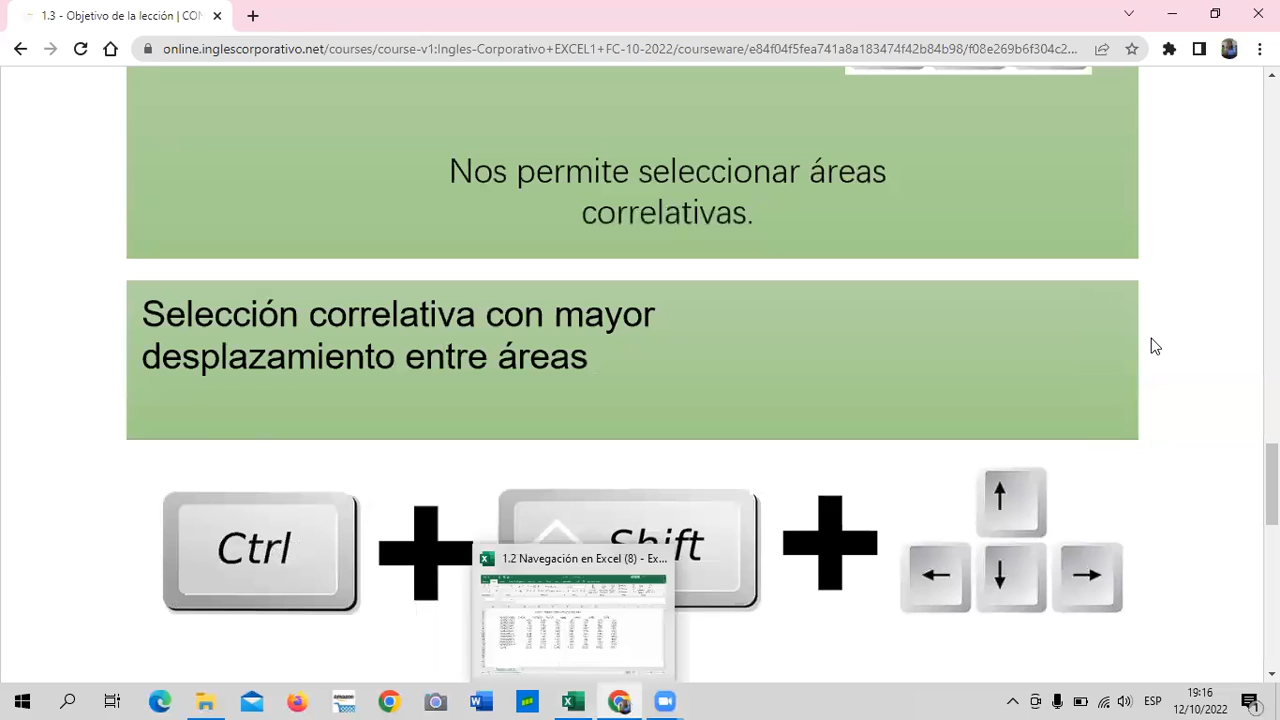 1.3 - Objetivo de la lección | CON
online.inglescorporativo.net/courses/course-v1:Ingles-Corporativo+EXCEL1+FC-10-2022/courseware/e84f04f5fea741a8a183474f42b84b98/f08e269b6f304c2...
Nos permite seleccionar áreas
correlativas.
Selección correlativa con mayor
desplazamiento entre áreas
Ctrl
Shift
1.2 Navegación en Excel (8) - Ex...
ESP
19:16
12/10/2022